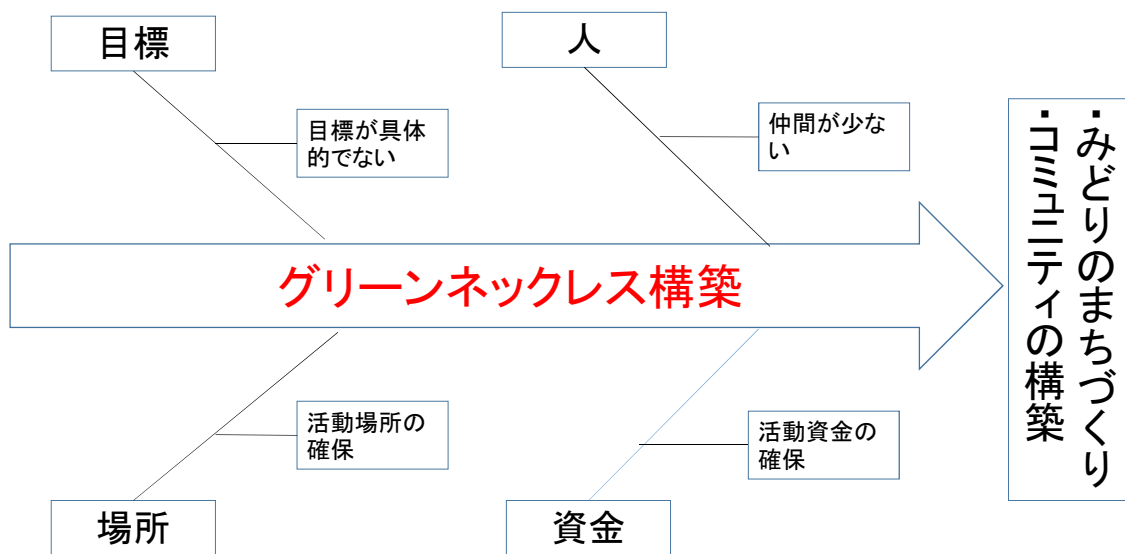 目標
人
目標が具体
的でない
仲間が少な
い
・みどりのまちづくり
・コミュニティの構築
グリーンネックレス構築
活動場所の
確保
活動資金の
確保
場所
資金